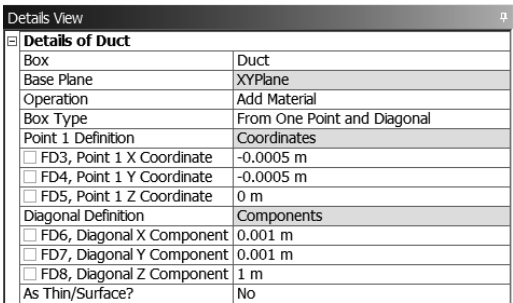 Details View
Details of Duct
Box Duct
Base Plane XYPlane
Operation Add Material
Box Type From One Point and Diagonal
Point 1 Definition Coordinates
FD3, Point 1 X Coordinate -0.0005 m
FD4, Point 1 Y Coordinate -0.0005 m
FD5, Point 1 Z Coordinate 0 m
Diagonal Definition Components
FD6, Diagonal X Component 0.001 m
FD7, Diagonal Y Component 0.001 m
FD8, Diagonal Z Component 1 m
As Thin/Surface? No